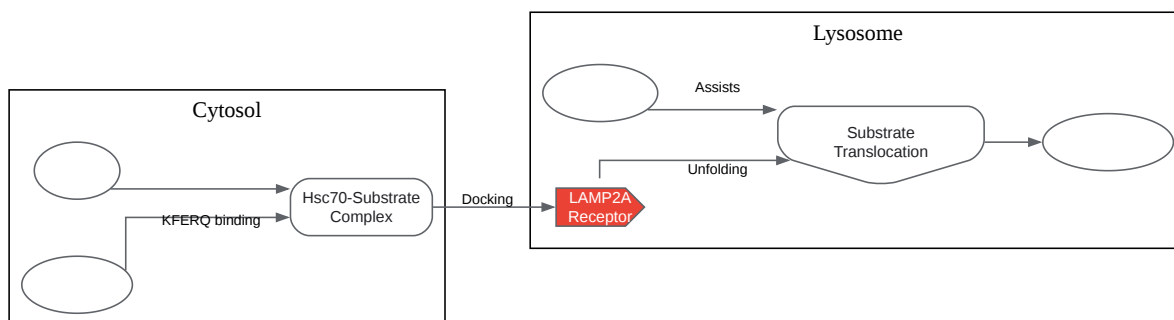 Lysosome
Cytosol
Assists
Substrate
Translocation
Unfolding
Hsc70-Substrate
Complex
KFERQ binding
Docking
LAMP2A
Receptor